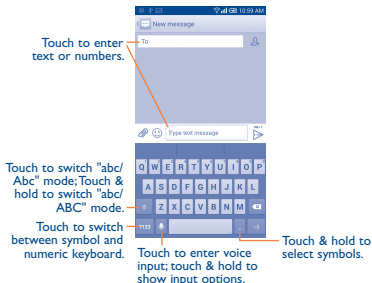 10:59 AM
New message
To
Touch to enter
text or numbers.
Type text message
Q W E R T Y U I O P
A S D F G H J K L
Z X C V B N M
?123
Touch to switch "abc/
Abc" mode; Touch &
hold to switch "abc/
ABC" mode.
Touch to switch
between symbol and
numeric keyboard.
Touch to enter voice
input; touch & hold to
show input options.
Touch & hold to
select symbols.